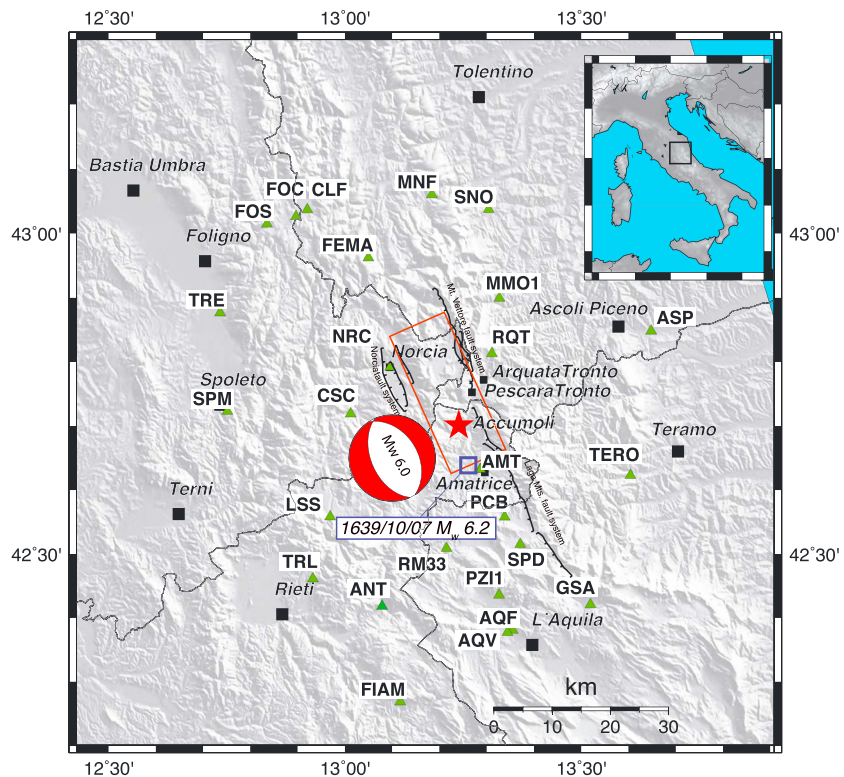 12˚30' 13˚00' 13˚30'
Tolentino
Bastia Umbra
FOC CLF MNF
SNO
FOS
Foligno
43˚00' 43˚00'
FEMA
MMO1
TRE
Mt. Vettore fault system
Ascoli Piceno ASP
NRC RQT
Norcia
Norcia fault system
ArquataTronto
Spoleto
PescaraTronto
SPM CSC
Accumoli
Teramo
Mw 6.0
TERO
AMT
Laga Mts. fault system
Amatrice
Terni
LSS PCB
1639/10/07 Mw 6.2
42˚30' 42˚30'
RM33 SPD
TRL
PZI1
Rieti ANT GSA
AQF L'Aquila
AQV
FIAM
km
0 10 20 30
12˚30' 13˚00' 13˚30'